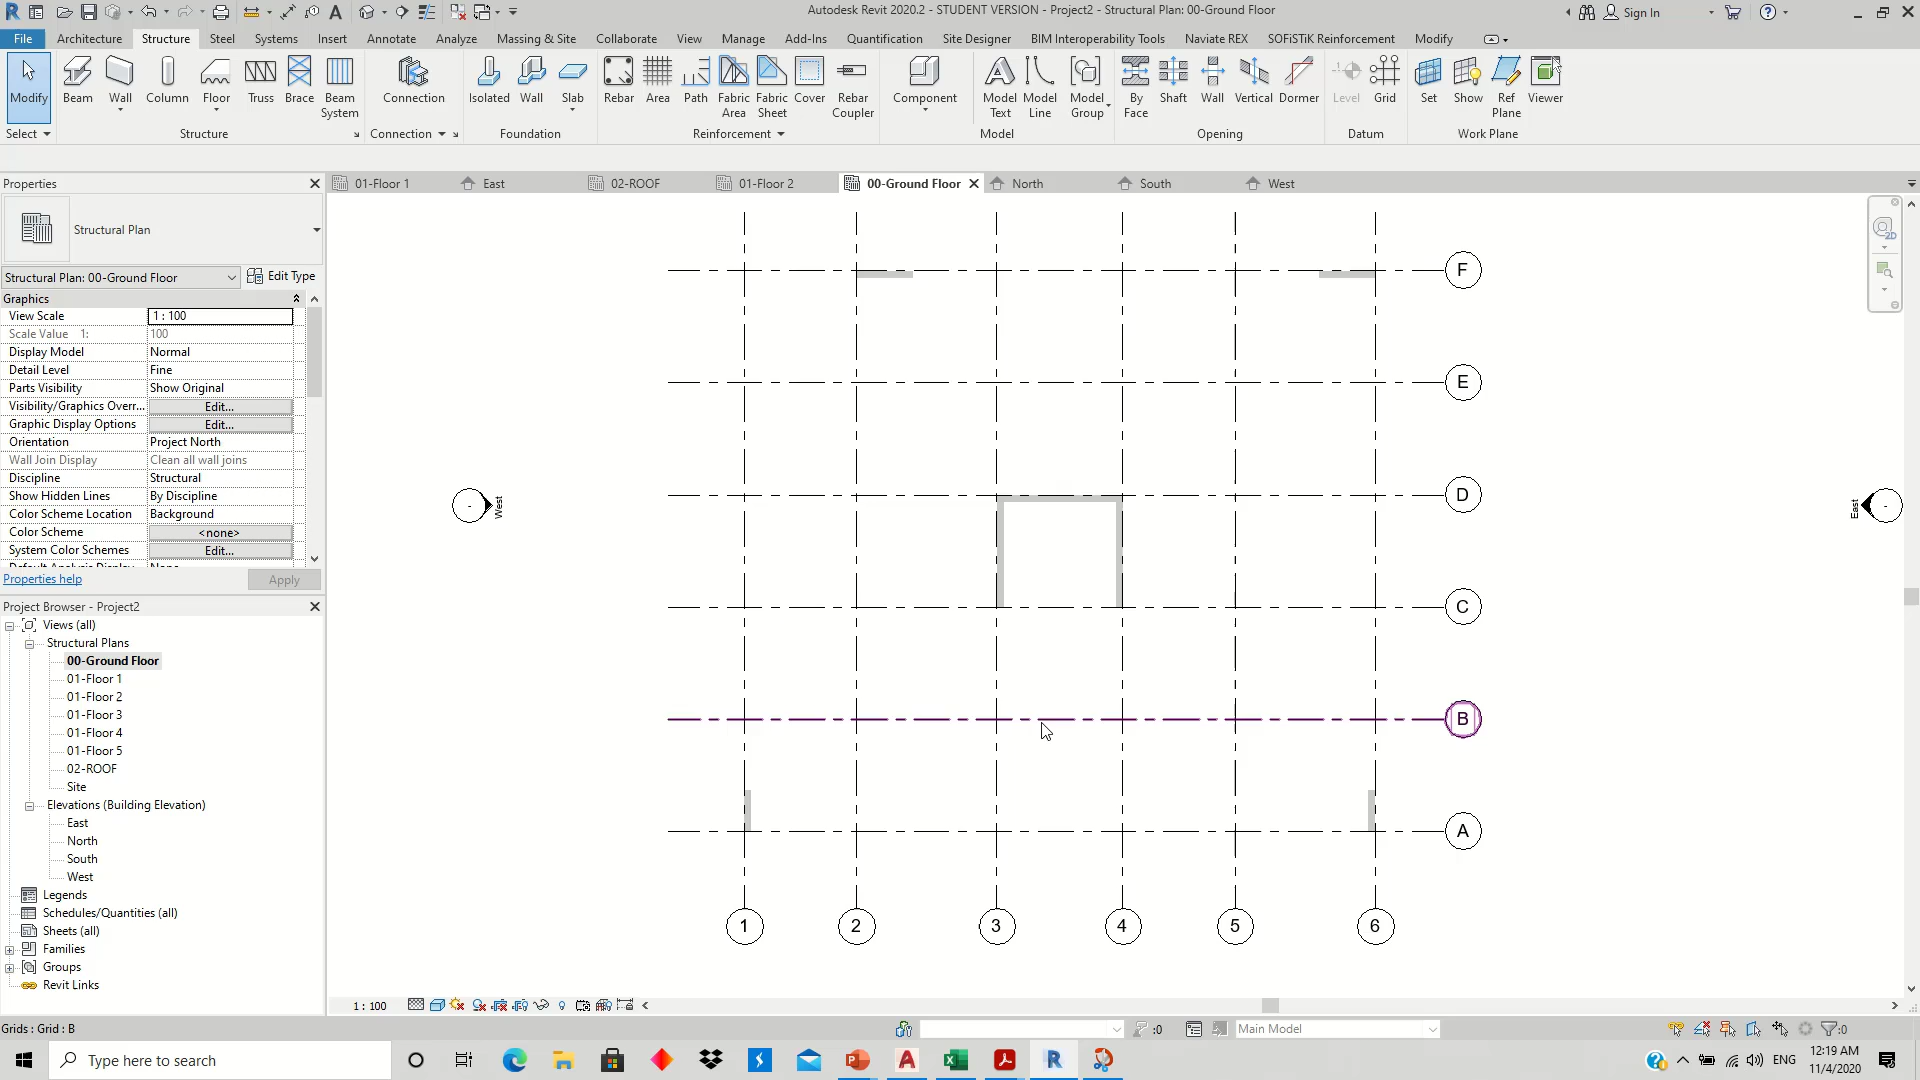 Autodesk Revit 2020.2 - STUDENT VERSION - Project2 - Structural Plan: 00-Ground Floor
Sign In
File Architecture Structure Steel Systems Insert Annotate Analyze Massing & Site Collaborate View Manage Add-Ins Quantification Site Designer BIM Interoperability Tools Naviate REX SOFiSTiK Reinforcement Modify
Modify Beam Wall Column Floor Truss Brace Beam System Connection Isolated Wall Slab Rebar Area Path Fabric Area Fabric Sheet Cover Rebar Coupler Component Model Text Model Line Model Group By Face Shaft Wall Vertical Dormer Level Grid Set Show Ref Plane Viewer
Select Structure Connection Foundation Reinforcement Model Opening Datum Work Plane
Properties
01-Floor 1 East 02-ROOF 01-Floor 2 00-Ground Floor North South West
Structural Plan
Structural Plan: 00-Ground Floor Edit Type
Graphics
View Scale 1 : 100
Scale Value 1: 100
Display Model Normal
Detail Level Fine
Parts Visibility Show Original
Visibility/Graphics Overr... Edit...
Graphic Display Options Edit...
Orientation Project North
Wall Join Display Clean all wall joins
Discipline Structural
Show Hidden Lines By Discipline
Color Scheme Location Background
Color Scheme <none>
System Color Schemes Edit...
Properties help Apply
Project Browser - Project2
Views (all)
Structural Plans
00-Ground Floor
01-Floor 1
01-Floor 2
01-Floor 3
01-Floor 4
01-Floor 5
02-ROOF
Site
Elevations (Building Elevation)
East
North
South
West
Legends
Schedules/Quantities (all)
Sheets (all)
Families
Groups
Revit Links
2D
F
E
D
West
East
C
B
A
1 2 3 4 5 6
1 : 100
Grids : Grid : B
:0
Main Model
:0
Type here to search
ENG
12:19 AM
11/4/2020